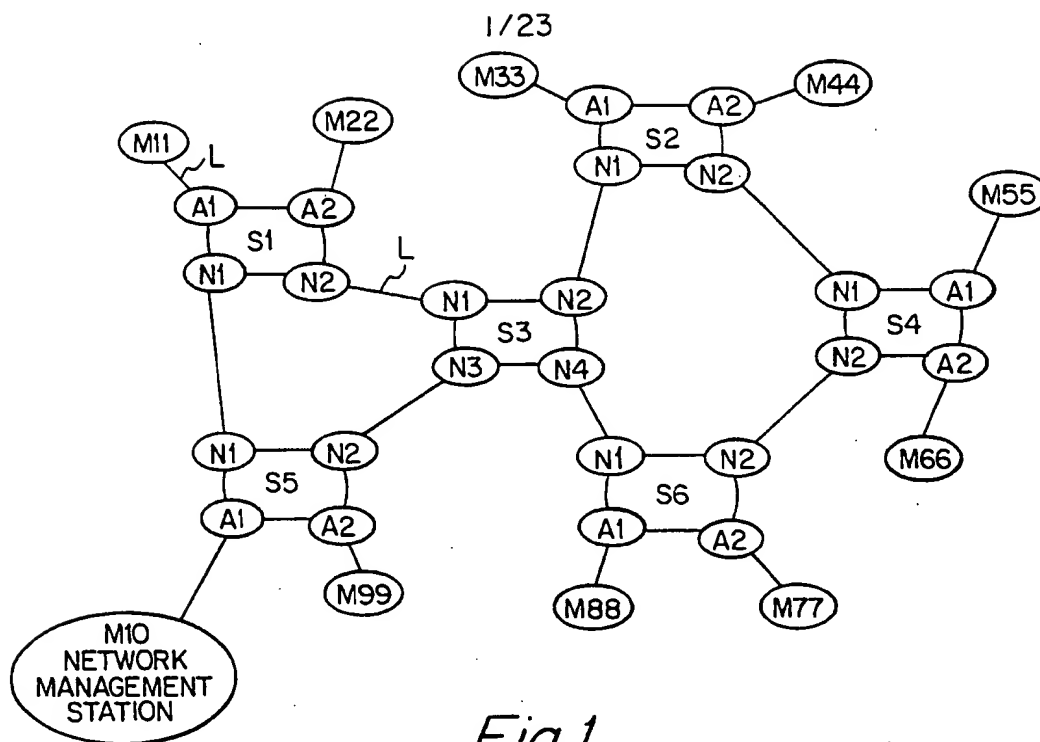 1/23
M33
A1
A2
M44
S2
N1
N2
M11
L
M22
A1
A2
S1
N1
N2
L
N1
N2
S3
N3
N4
M55
N1
A1
S4
N2
A2
M66
N1
N2
S5
A1
A2
M99
N1
N2
S6
A1
A2
M88
M77
M10
NETWORK
MANAGEMENT
STATION
Fig.1